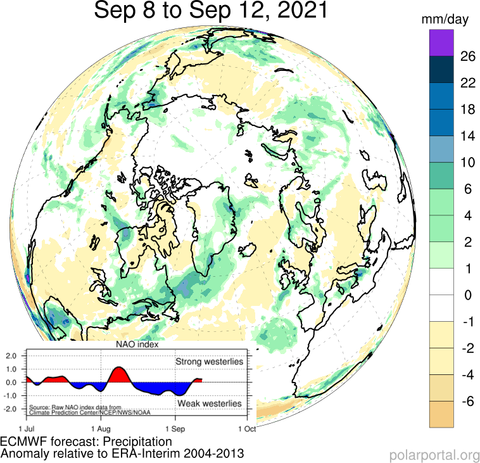 Sep 8 to Sep 12, 2021
mm/day
26
22
18
14
10
6
4
2
1
0
-1
-2
-4
-6
NAO index
2.0
1.0
0.0
-1.0
-2.0
Strong westerlies
Weak westerlies
Source: Raw NAO index data from
Climate Prediction Center/NCEP/NWS/NOAA
1 Jul
1 Aug
1 Sep
1 Oct
ECMWF forecast: Precipitation
Anomaly relative to ERA-Interim 2004-2013
polarportal.org